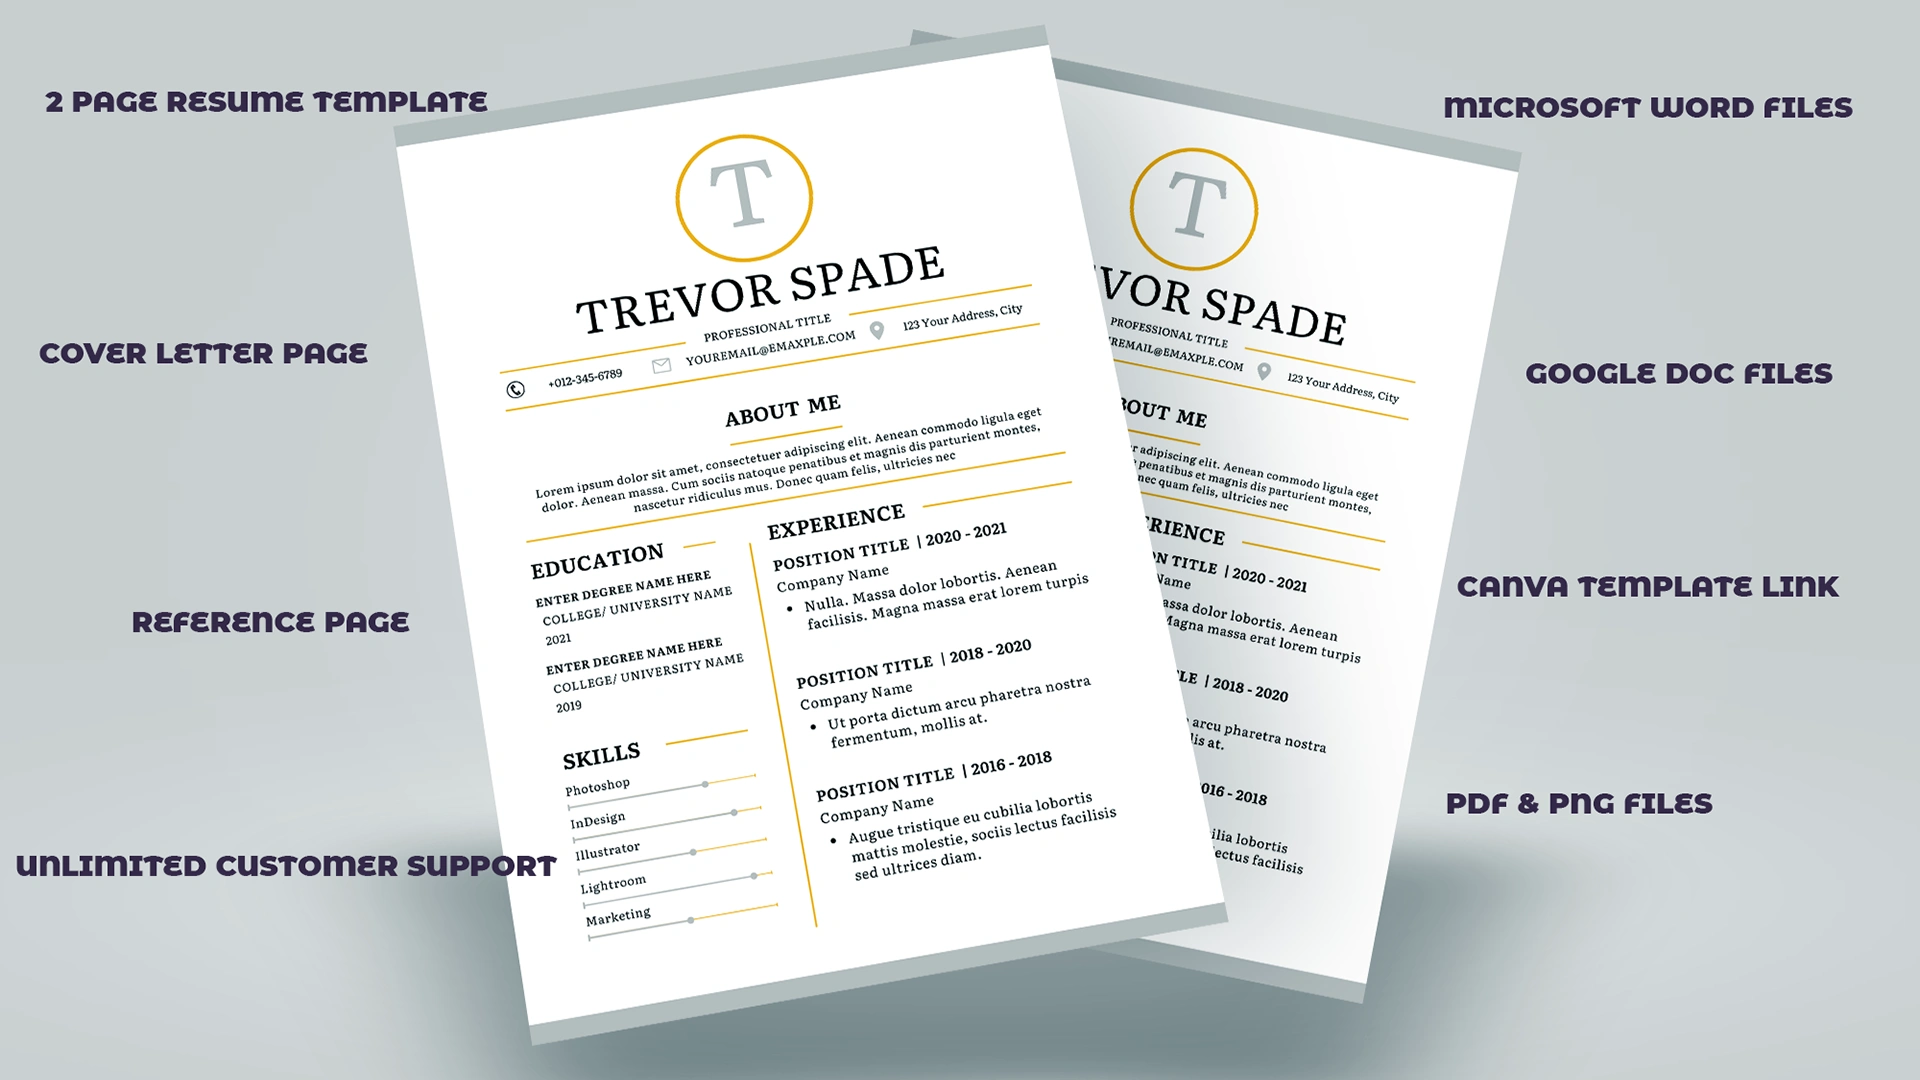 2 PAGE RESUME TEMPLATE
COVER LETTER PAGE
REFERENCE PAGE
UNLIMITED CUSTOMER SUPPORT
T
TREVOR SPADE
PROFESSIONAL TITLE
+012-345-6789 YOUREMAIL@EMAXPLE.COM 123 Your Address, City
ABOUT ME
Lorem ipsum dolor sit amet, consectetuer adipiscing elit. Aenean commodo ligula eget
dolor. Aenean massa. Cum sociis natoque penatibus et magnis dis parturient montes,
nascetur ridiculus mus. Donec quam felis, ultricies nec
EDUCATION
ENTER DEGREE NAME HERE
COLLEGE/ UNIVERSITY NAME
2021
ENTER DEGREE NAME HERE
COLLEGE/ UNIVERSITY NAME
2019
SKILLS
Photoshop
InDesign
Illustrator
Lightroom
Marketing
EXPERIENCE
POSITION TITLE | 2020 - 2021
Company Name
• Nulla. Massa dolor lobortis. Aenean
facilisis. Magna massa erat lorem turpis
POSITION TITLE | 2018 - 2020
Company Name
• Ut porta dictum arcu pharetra nostra
fermentum, mollis at.
POSITION TITLE | 2016 - 2018
Company Name
• Augue tristique eu cubilia lobortis
mattis molestie, sociis lectus facilisis
sed ultrices diam.
T
VOR SPADE
PROFESSIONAL TITLE
REMAIL@EMAXPLE.COM 123 Your Address, City
BOUT ME
r adipiscing elit. Aenean commodo ligula eget
penatibus et magnis dis parturient montes,
nec quam felis, ultricies nec
RIENCE
N TITLE | 2020 - 2021
Name
assa dolor lobortis. Aenean
Magna massa erat lorem turpis
LE | 2018 - 2020
arcu pharetra nostra
lis at.
016 - 2018
ilia lobortis
ectus facilisis
MICROSOFT WORD FILES
GOOGLE DOC FILES
CANVA TEMPLATE LINK
PDF & PNG FILES